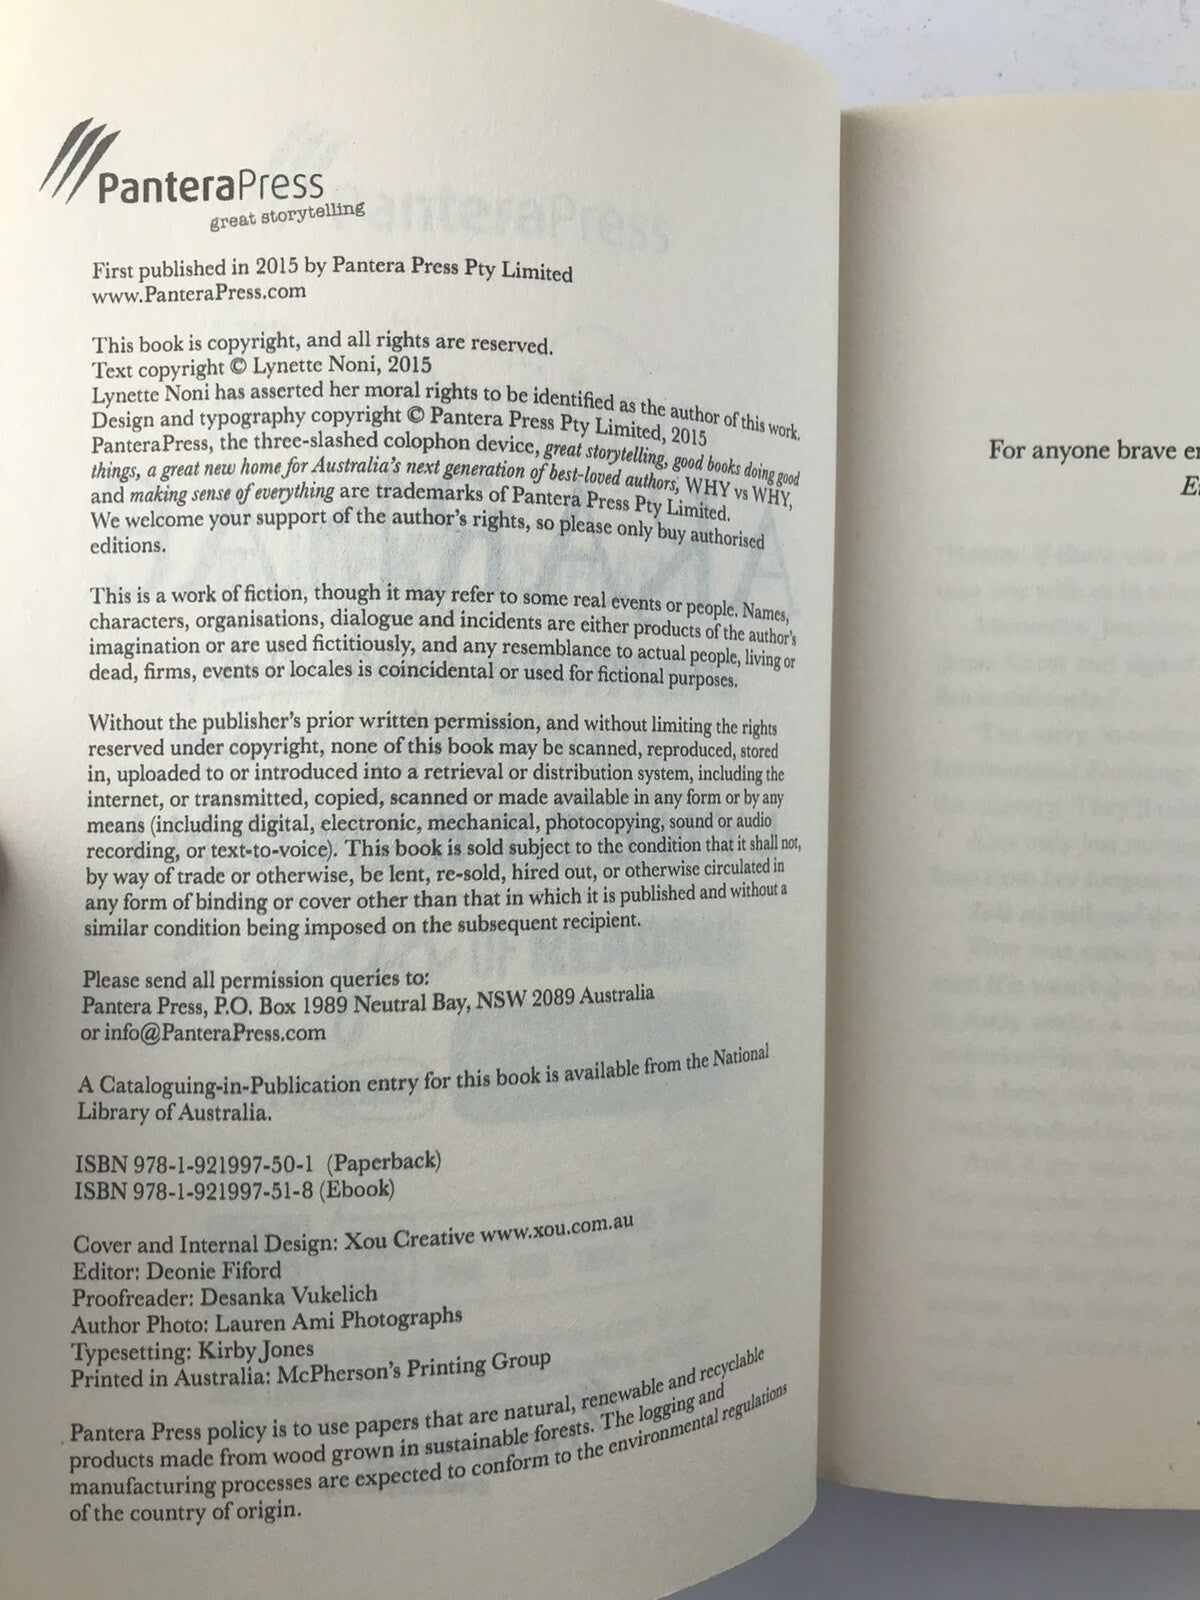 PanteraPress
great storytelling
First published in 2015 by Pantera Press Pty Limited
www.PanteraPress.com
This book is copyright, and all rights are reserved.
Text copyright © Lynette Noni, 2015
Lynette Noni has asserted her moral rights to be identified as the author of this work.
Design and typography copyright © Pantera Press Pty Limited, 2015
PanteraPress, the three-slashed colophon device, great storytelling, good books doing good
things, a great new home for Australia's next generation of best-loved authors, WHY vs WHY,
and making sense of everything are trademarks of Pantera Press Pty Limited.
We welcome your support of the author's rights, so please only buy authorised
editions.
This is a work of fiction, though it may refer to some real events or people. Names,
characters, organisations, dialogue and incidents are either products of the author's
imagination or are used fictitiously, and any resemblance to actual people, living or
dead, firms, events or locales is coincidental or used for fictional purposes.
Without the publisher's prior written permission, and without limiting the rights
reserved under copyright, none of this book may be scanned, reproduced, stored
in, uploaded to or introduced into a retrieval or distribution system, including the
internet, or transmitted, copied, scanned or made available in any form or by any
means (including digital, electronic, mechanical, photocopying, sound or audio
recording, or text-to-voice). This book is sold subject to the condition that it shall not,
by way of trade or otherwise, be lent, re-sold, hired out, or otherwise circulated in
any form of binding or cover other than that in which it is published and without a
similar condition being imposed on the subsequent recipient.
Please send all permission queries to:
Pantera Press, P.O. Box 1989 Neutral Bay, NSW 2089 Australia
or info@PanteraPress.com
A Cataloguing-in-Publication entry for this book is available from the National
Library of Australia.
ISBN 978-1-921997-50-1 (Paperback)
ISBN 978-1-921997-51-8 (Ebook)
Cover and Internal Design: Xou Creative www.xou.com.au
Editor: Deonie Fiford
Proofreader: Desanka Vukelich
Author Photo: Lauren Ami Photographs
Typesetting: Kirby Jones
Printed in Australia: McPherson's Printing Group
Pantera Press policy is to use papers that are natural, renewable and recyclable
products made from wood grown in sustainable forests. The logging and
manufacturing processes are expected to conform to the environmental regulations
of the country of origin.
For anyone brave